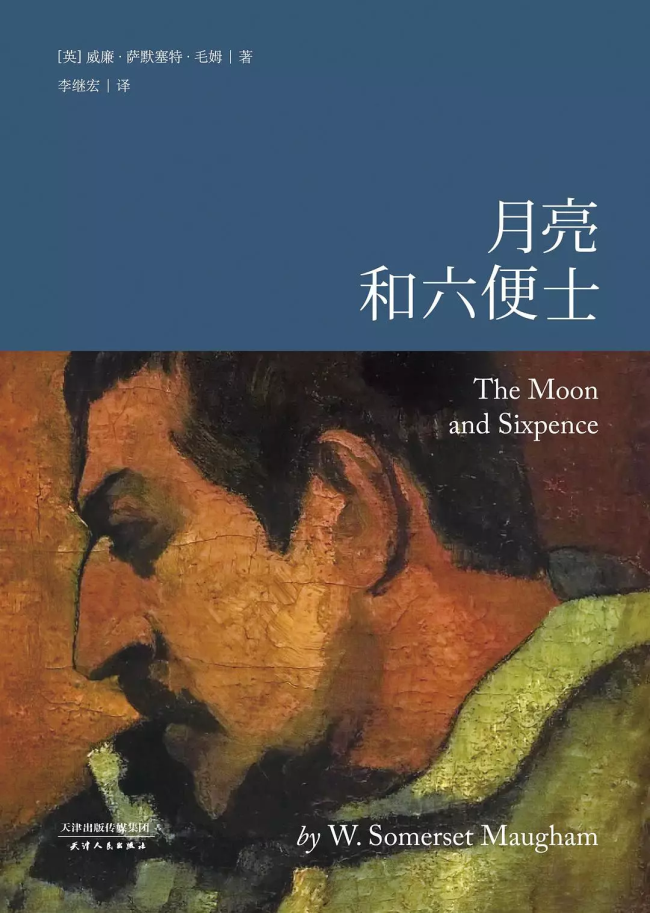 [英] 威廉·萨默塞特·毛姆 | 著
李继宏 | 译
月亮
和六便士
The Moon
and Sixpence
by W. Somerset Maugham
天津出版传媒集团
天津人民出版社